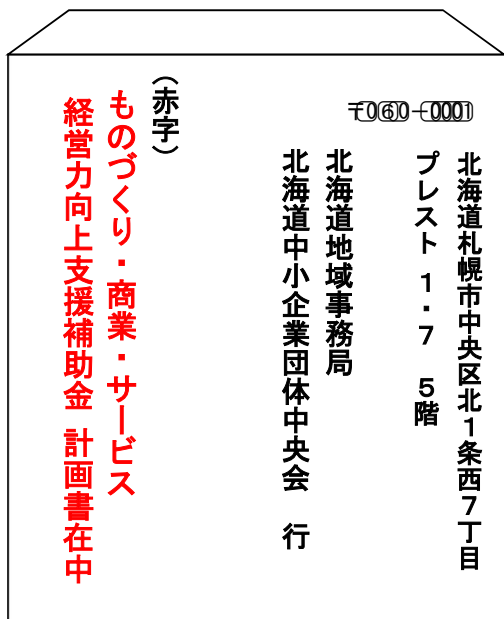 〒060-0001
北海道札幌市中央区北1条西7丁目
プレスト 1・7 5階
北海道地域事務局
北海道中小企業団体中央会 行
(赤字)
ものづくり・商業・サービス
経営力向上支援補助金 計画書在中